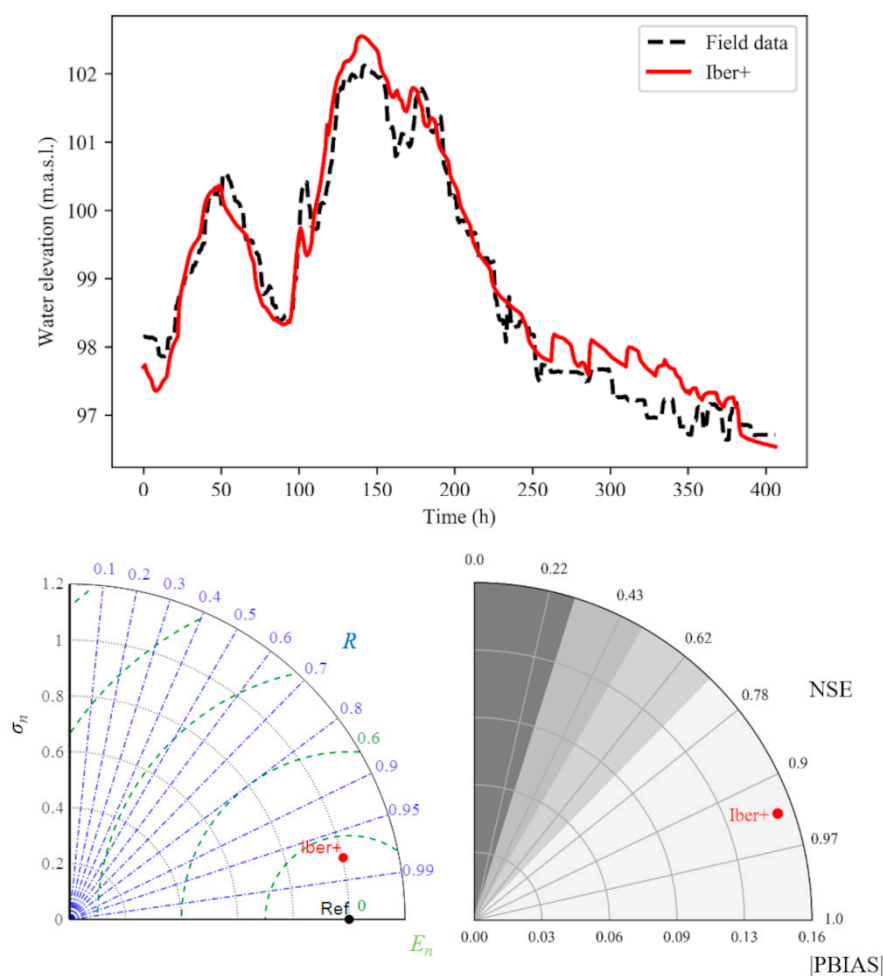 Field data
Iber+
102
101
100
99
98
97
Water elevation (m.a.s.l.)
0 50 100 150 200 250 300 350 400
Time (h)
0.1 0.2 0.3 0.4 0.5 0.6 0.7 0.8 0.9 0.95 0.99
R
1.2
1
0.8
0.6
0.4
0.2
0
σn
0.6
Iber+
Ref 0
En
0.0 0.22 0.43 0.62 0.78 0.9 0.97 1.0
NSE
Iber+
0.00 0.03 0.06 0.09 0.13 0.16
|PBIAS|